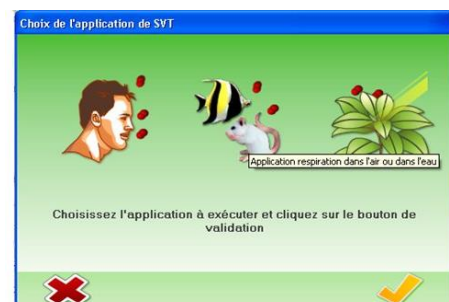 Choix de l'application de SVT
Application respiration dans l'air ou dans l'eau
Choisissez l'application à exécuter et cliquez sur le bouton de
validation